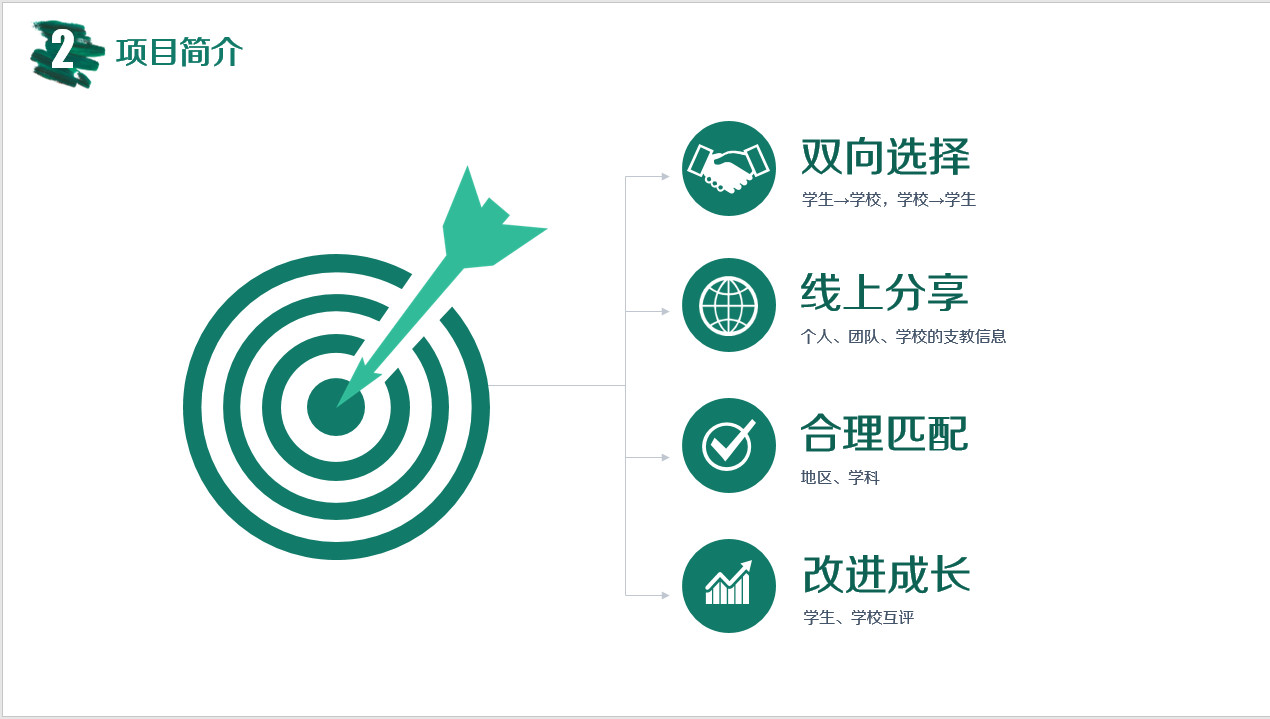 2 项目简介
双向选择
学生→学校，学校→学生
线上分享
个人、团队、学校的支教信息
合理匹配
地区、学科
改进成长
学生、学校互评